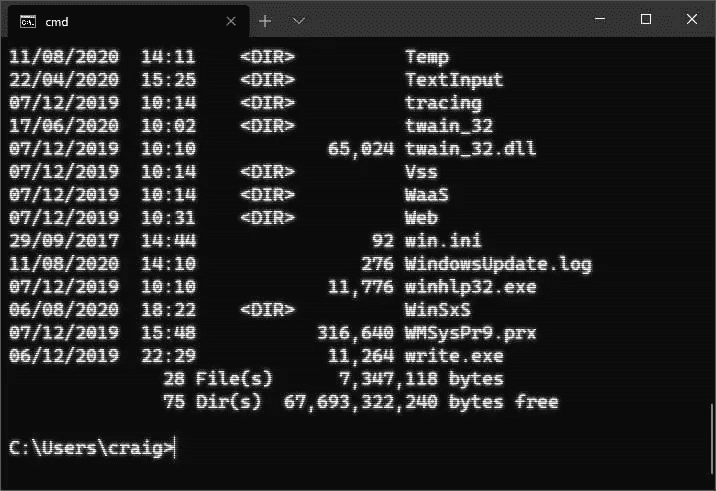 cmd
11/08/2020  14:11    <DIR>          Temp
22/04/2020  15:25    <DIR>          TextInput
07/12/2019  10:14    <DIR>          tracing
17/06/2020  10:02    <DIR>          twain_32
07/12/2019  10:10            65,024 twain_32.dll
07/12/2019  10:14    <DIR>          Vss
07/12/2019  10:14    <DIR>          WaaS
07/12/2019  10:31    <DIR>          Web
29/09/2017  14:44                92 win.ini
11/08/2020  14:10               276 WindowsUpdate.log
07/12/2019  10:10            11,776 winhlp32.exe
06/08/2020  18:22    <DIR>          WinSxS
07/12/2019  15:48           316,640 WMSysPr9.prx
06/12/2019  22:29            11,264 write.exe
              28 File(s)      7,347,118 bytes
              75 Dir(s)  67,693,322,240 bytes free
C:\Users\craig>